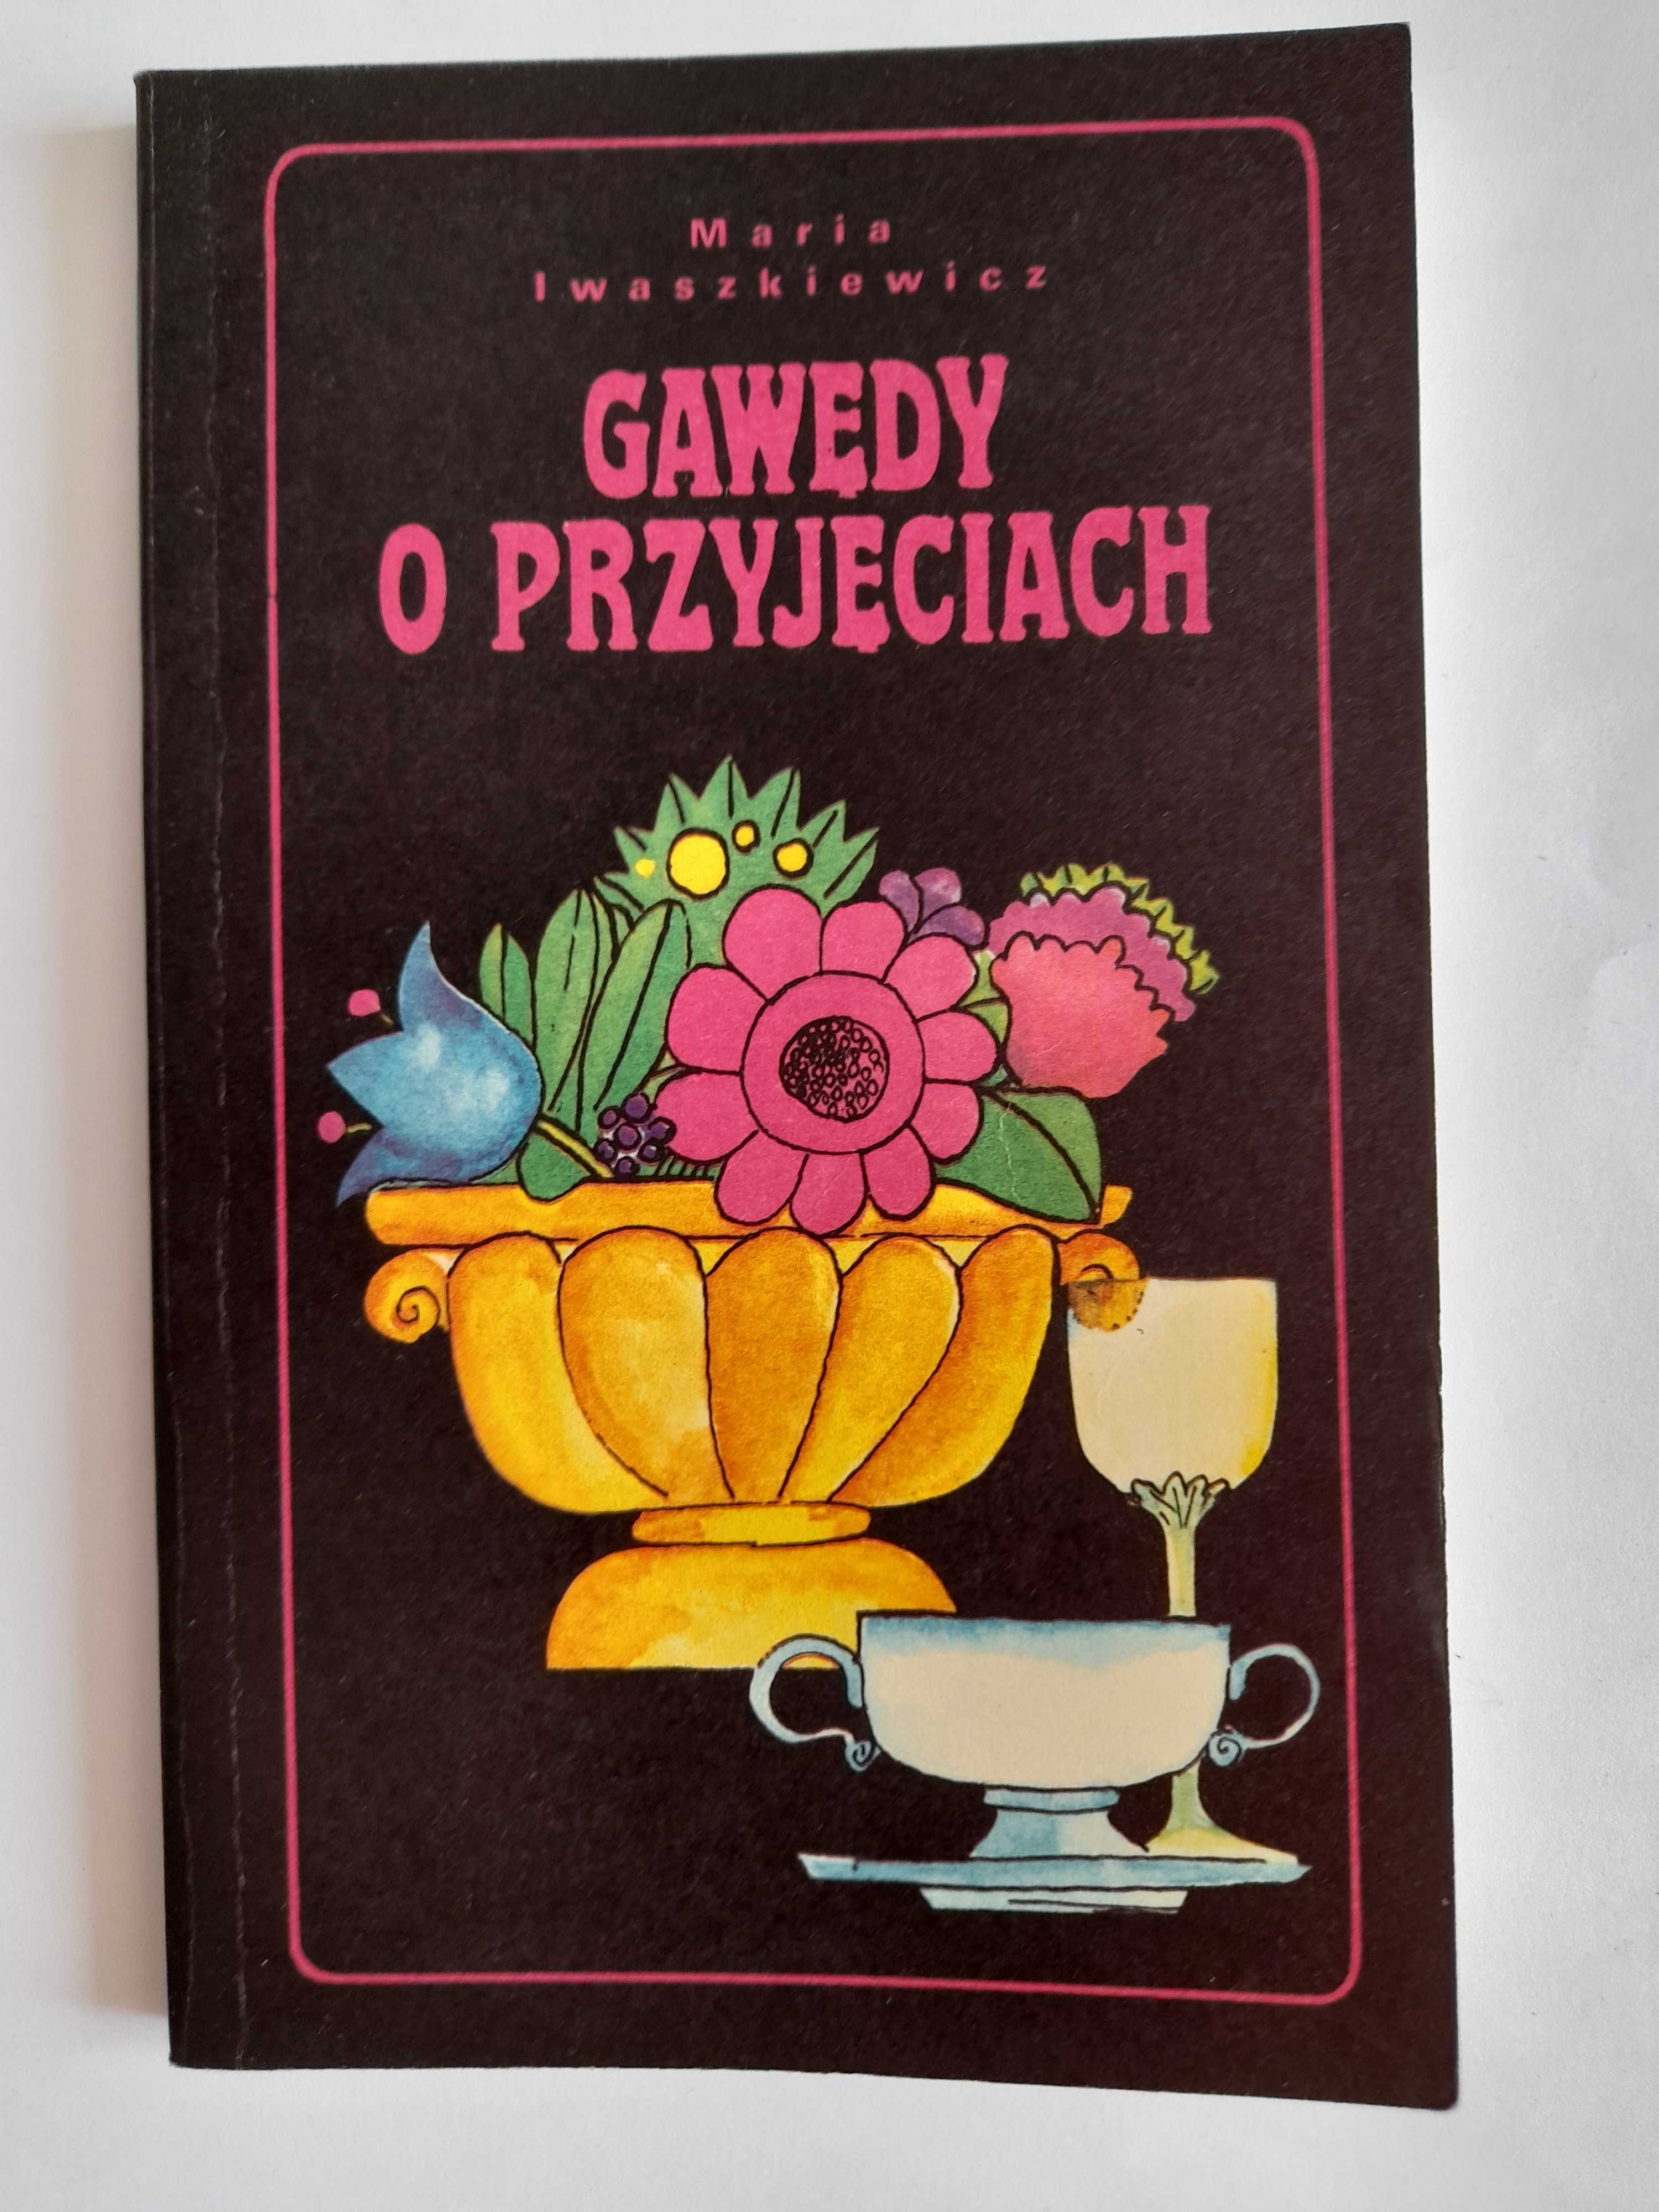 Maria
Iwaszkiewicz
GAWĘDY
O PRZYJĘCIACH